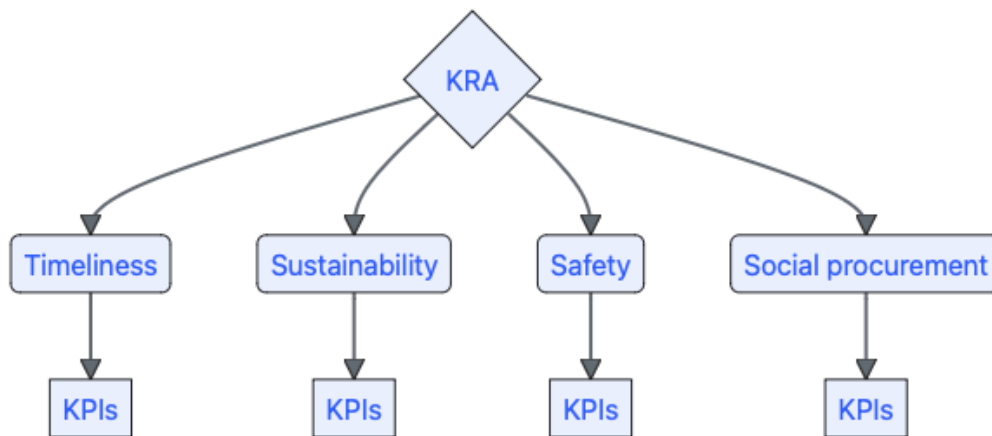 KRA
Timeliness
Sustainability
Safety
Social procurement
KPIs
KPIs
KPIs
KPIs